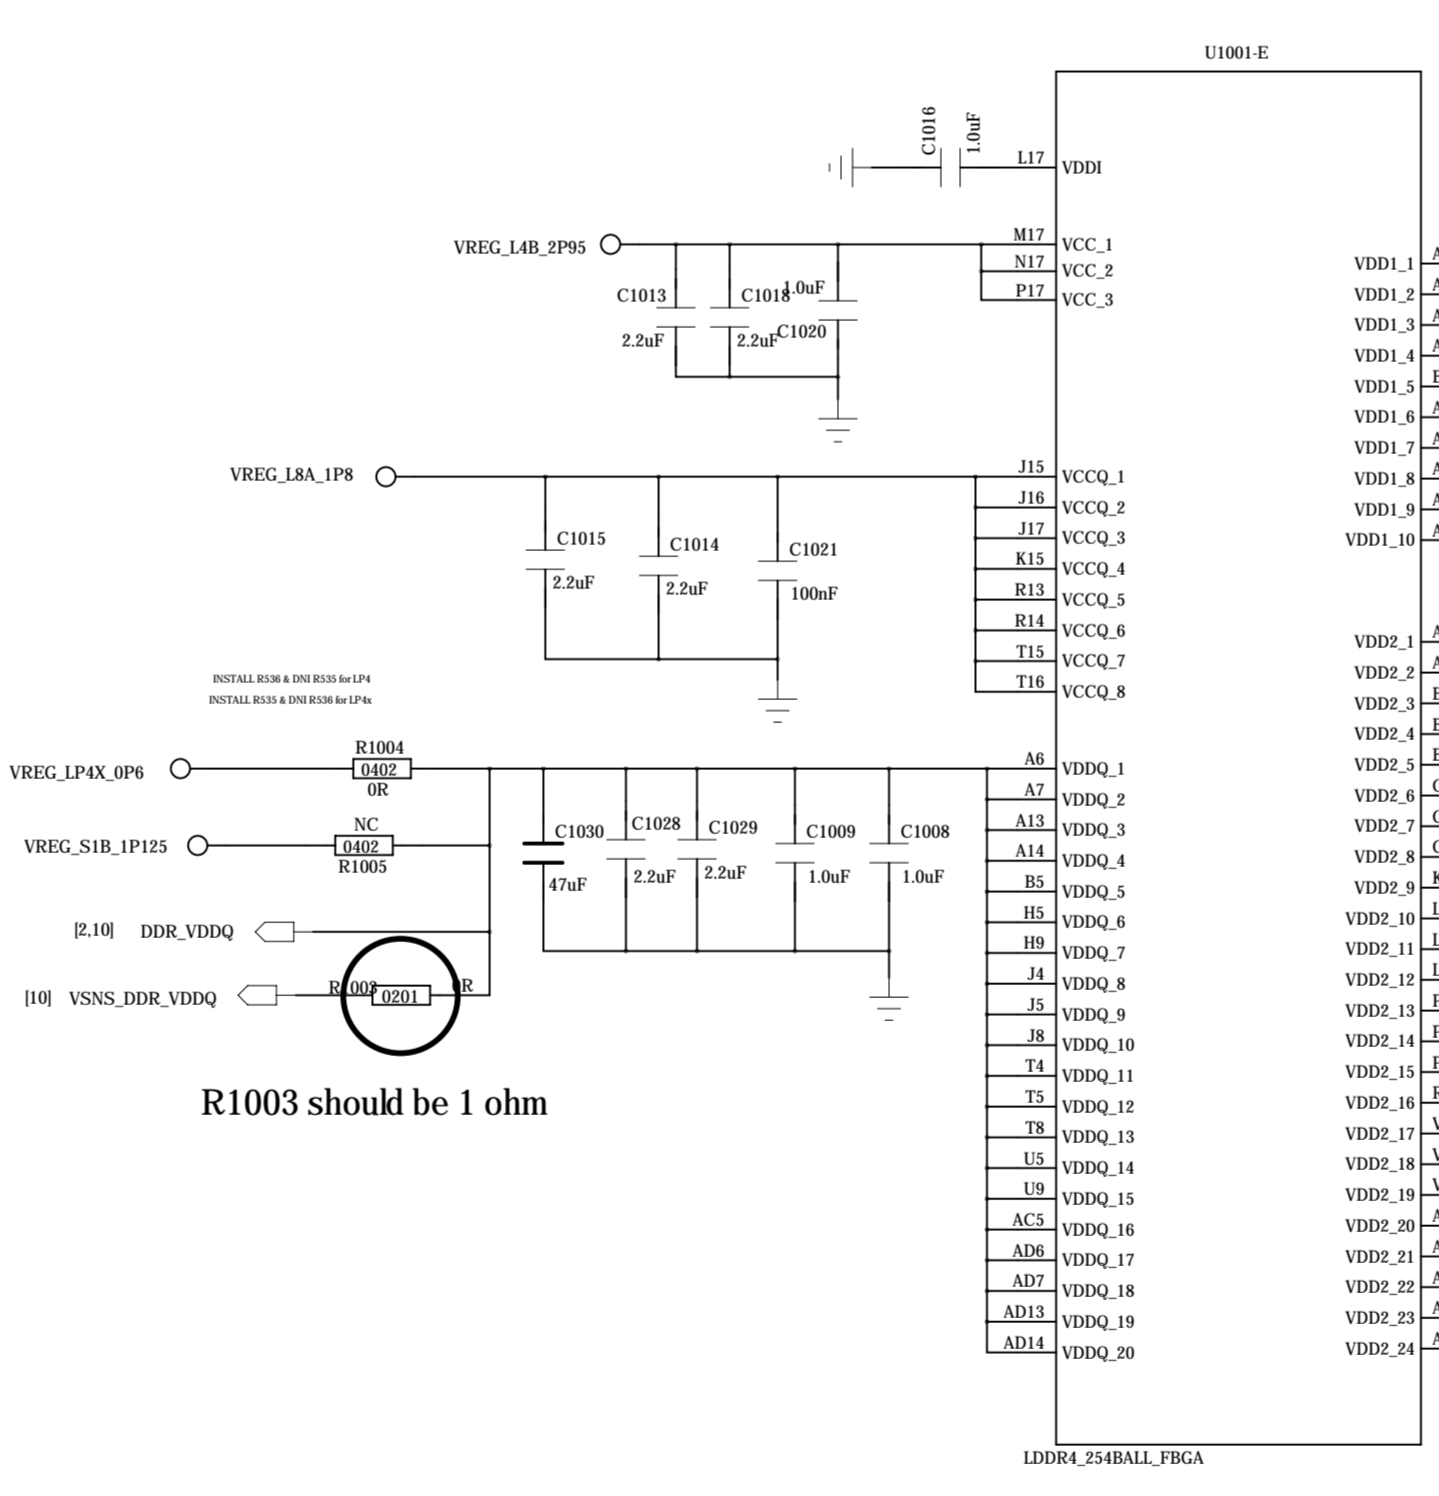 U1001-E
C1016
1.0uF
L17 VDDI
VREG_L4B_2P95
M17 VCC_1
N17 VCC_2
P17 VCC_3
C1013
2.2uF
C1018
2.2uF
1.0uF
C1020
VREG_L8A_1P8
J15 VCCQ_1
J16 VCCQ_2
J17 VCCQ_3
K15 VCCQ_4
R13 VCCQ_5
R14 VCCQ_6
T15 VCCQ_7
T16 VCCQ_8
C1015
2.2uF
C1014
2.2uF
C1021
100nF
INSTALL R536 & DNI R535 for LP4
INSTALL R535 & DNI R536 for LP4x
VREG_LP4X_0P6
R1004
0402
0R
VREG_S1B_1P125
NC
0402
R1005
[2,10] DDR_VDDQ
[10] VSNS_DDR_VDDQ
R1003
0201
0R
R1003 should be 1 ohm
C1030
47uF
C1028
2.2uF
C1029
2.2uF
C1009
1.0uF
C1008
1.0uF
A6 VDDQ_1
A7 VDDQ_2
A13 VDDQ_3
A14 VDDQ_4
B5 VDDQ_5
H5 VDDQ_6
H9 VDDQ_7
J4 VDDQ_8
J5 VDDQ_9
J8 VDDQ_10
T4 VDDQ_11
T5 VDDQ_12
T8 VDDQ_13
U5 VDDQ_14
U9 VDDQ_15
AC5 VDDQ_16
AD6 VDDQ_17
AD7 VDDQ_18
AD13 VDDQ_19
AD14 VDDQ_20
VDD1_1
VDD1_2
VDD1_3
VDD1_4
VDD1_5
VDD1_6
VDD1_7
VDD1_8
VDD1_9
VDD1_10
VDD2_1
VDD2_2
VDD2_3
VDD2_4
VDD2_5
VDD2_6
VDD2_7
VDD2_8
VDD2_9
VDD2_10
VDD2_11
VDD2_12
VDD2_13
VDD2_14
VDD2_15
VDD2_16
VDD2_17
VDD2_18
VDD2_19
VDD2_20
VDD2_21
VDD2_22
VDD2_23
VDD2_24
LDDR4_254BALL_FBGA